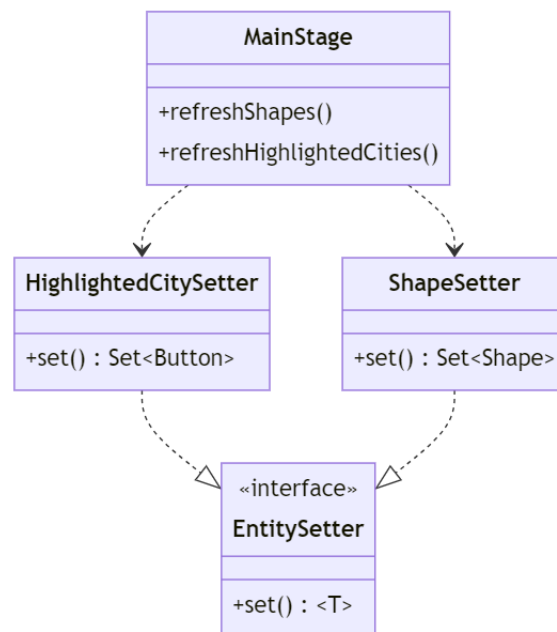 MainStage
+refreshShapes()
+refreshHighlightedCities()
HighlightedCitySetter
+set() : Set<Button>
ShapeSetter
+set() : Set<Shape>
«interface»
EntitySetter
+set() : <T>